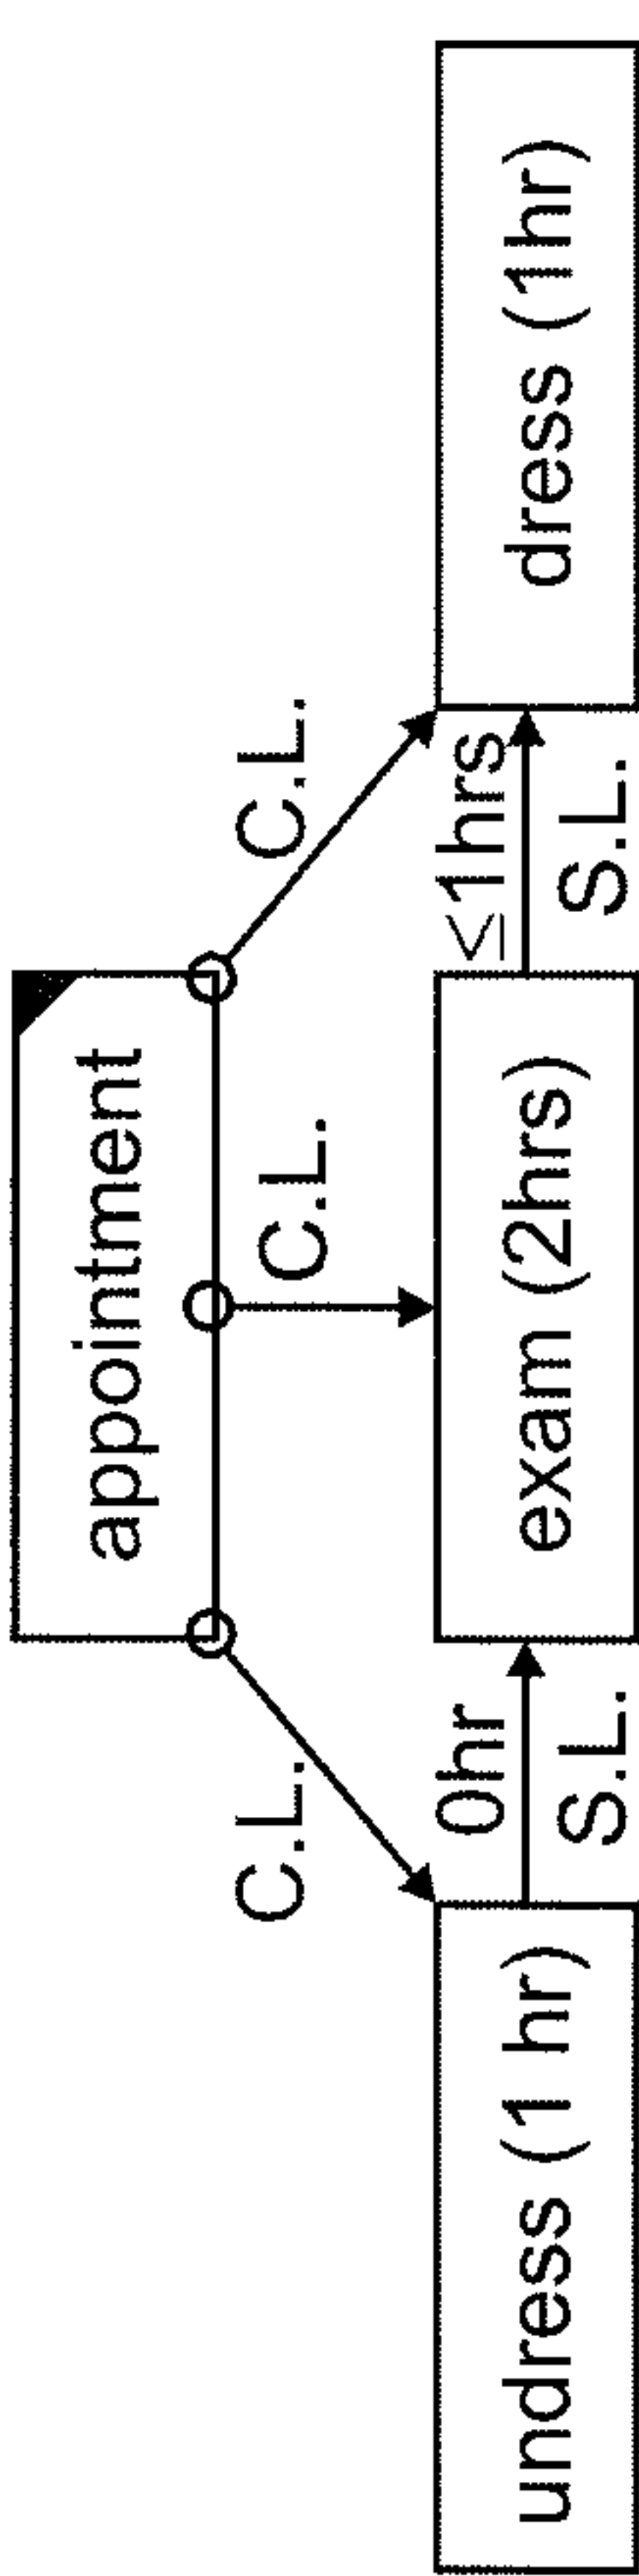 appointment
C.L.
C.L.
C.L.
undress (1 hr)
0hr
S.L.
exam (2hrs)
≤1hrs
S.L.
dress (1hr)